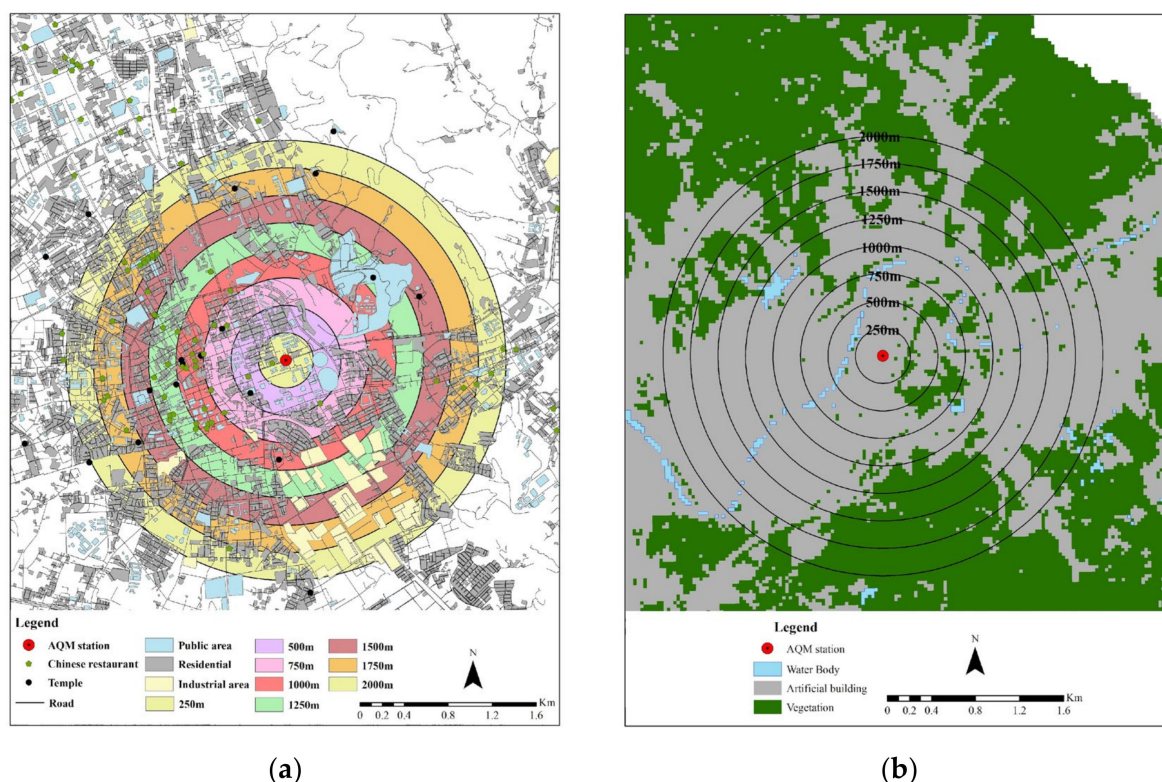 2000m
1750m
1500m
1250m
1000m
750m
500m
250m
Legend
AQM station
Chinese restaurant
Temple
Road
Public area
Residential
Industrial area
250m
500m
750m
1000m
1250m
1500m
1750m
2000m
N
Km
0 0.2 0.4 0.8 1.2 1.6
Legend
AQM station
Water Body
Artificial building
Vegetation
N
Km
0 0.2 0.4 0.8 1.2 1.6
(a)
(b)